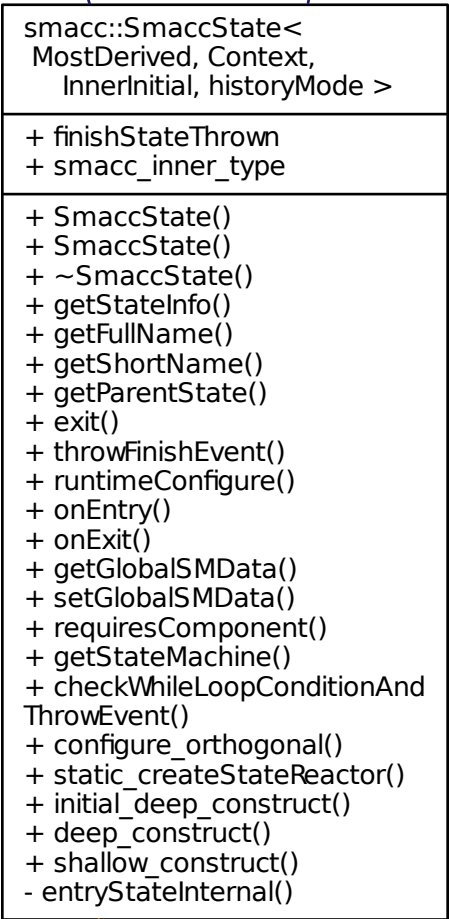 smacc::SmaccState<
MostDerived, Context,
InnerInitial, historyMode >
+ finishStateThrown
+ smacc_inner_type
+ SmaccState()
+ SmaccState()
+ ~SmaccState()
+ getStateInfo()
+ getFullName()
+ getShortName()
+ getParentState()
+ exit()
+ throwFinishEvent()
+ runtimeConfigure()
+ onEntry()
+ onExit()
+ getGlobalSMData()
+ setGlobalSMData()
+ requiresComponent()
+ getStateMachine()
+ checkWhileLoopConditionAnd
ThrowEvent()
+ configure_orthogonal()
+ static_createStateReactor()
+ initial_deep_construct()
+ deep_construct()
+ shallow_construct()
- entryStateInternal()